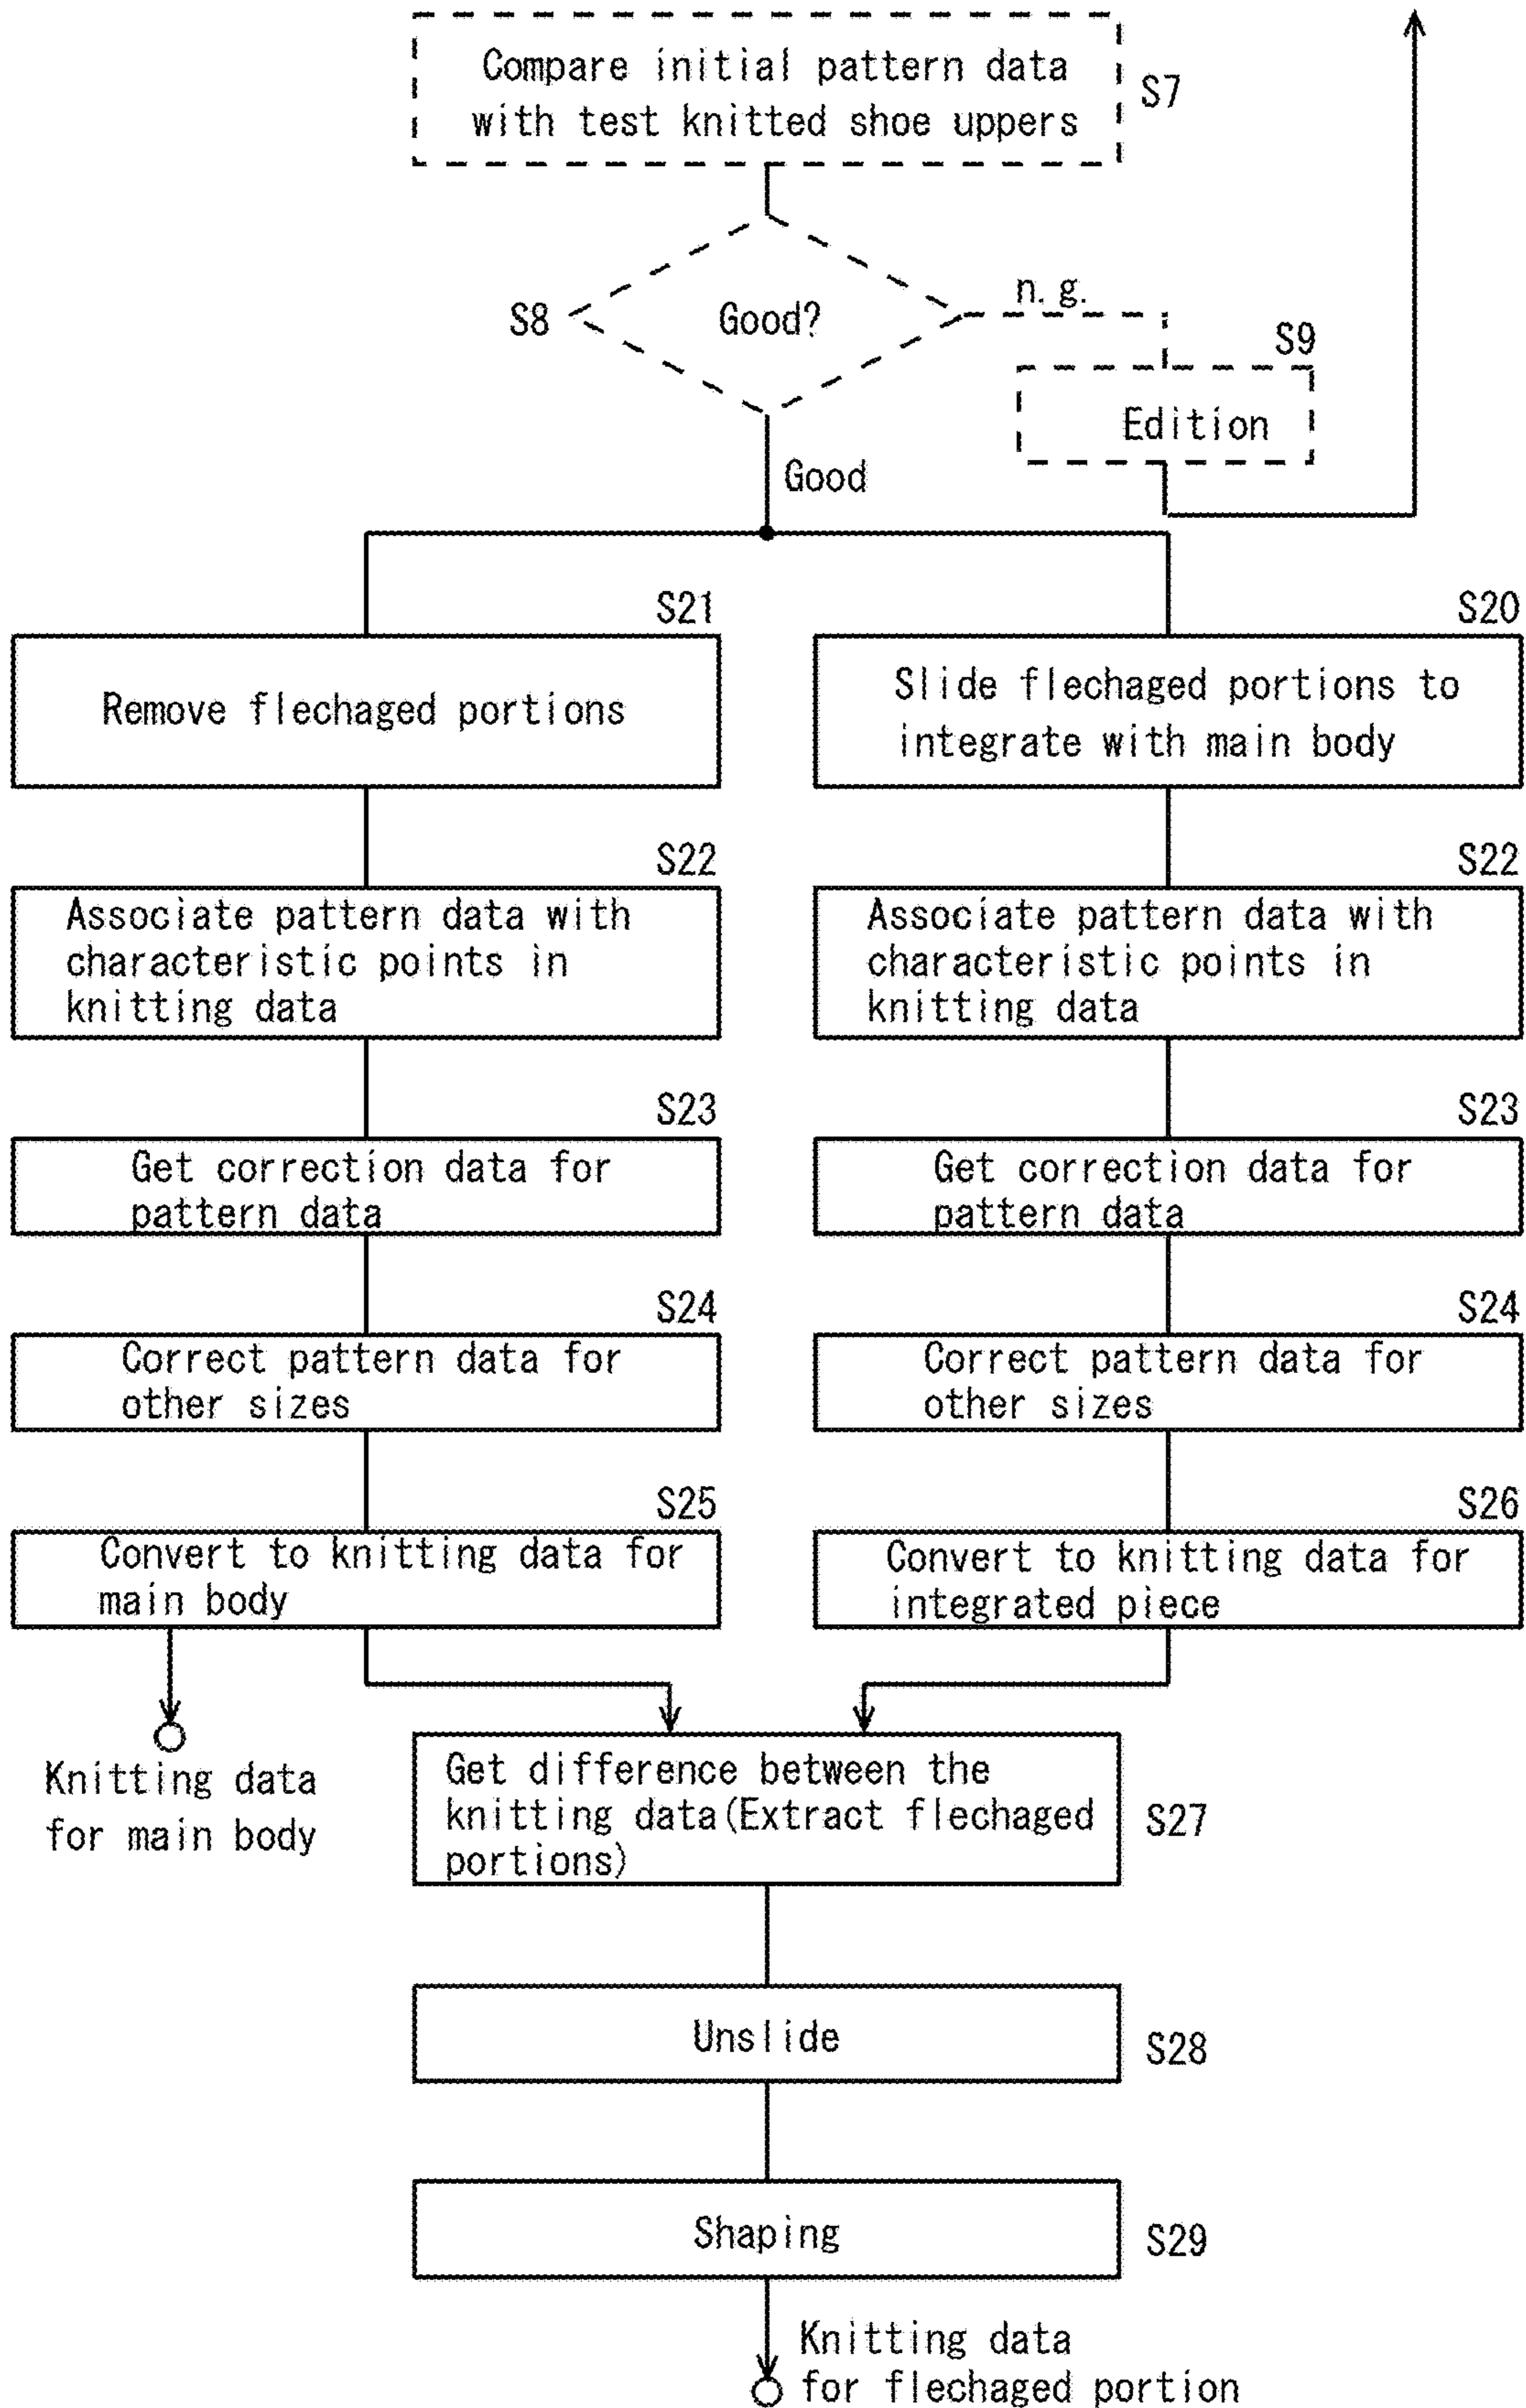 Compare initial pattern data
with test knitted shoe uppers
S7
S8
Good?
n.g.
S9
Edition
Good
S21
Remove flechaged portions
S20
Slide flechaged portions to
integrate with main body
S22
Associate pattern data with
characteristic points in
knitting data
S22
Associate pattern data with
characteristic points in
knitting data
S23
Get correction data for
pattern data
S23
Get correction data for
pattern data
S24
Correct pattern data for
other sizes
S24
Correct pattern data for
other sizes
S25
Convert to knitting data for
main body
S26
Convert to knitting data for
integrated piece
Knitting data
for main body
Get difference between the
knitting data(Extract flechaged
portions)
S27
Unslide
S28
Shaping
S29
Knitting data
for flechaged portion